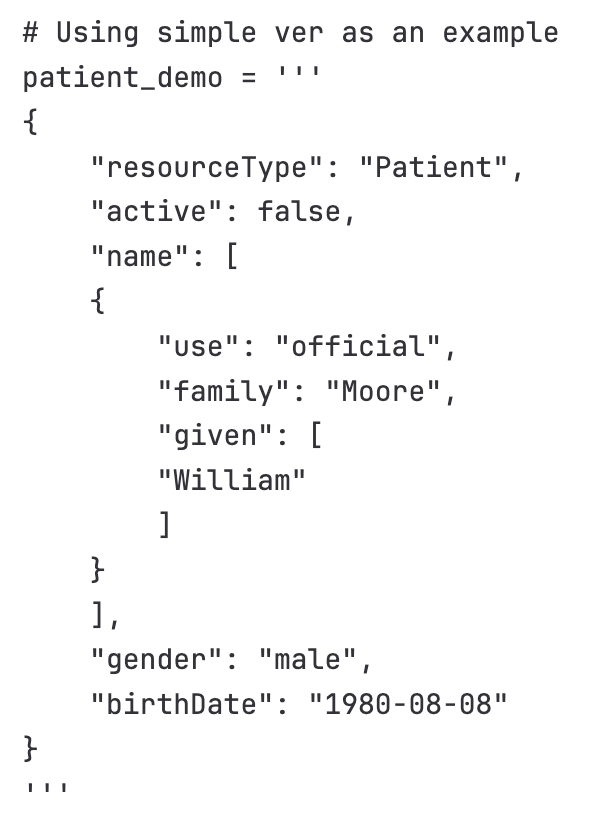 # Using simple ver as an example
patient_demo = '''
{
    "resourceType": "Patient",
    "active": false,
    "name": [
    {
        "use": "official",
        "family": "Moore",
        "given": [
        "William"
        ]
    }
    ],
    "gender": "male",
    "birthDate": "1980-08-08"
}
'''